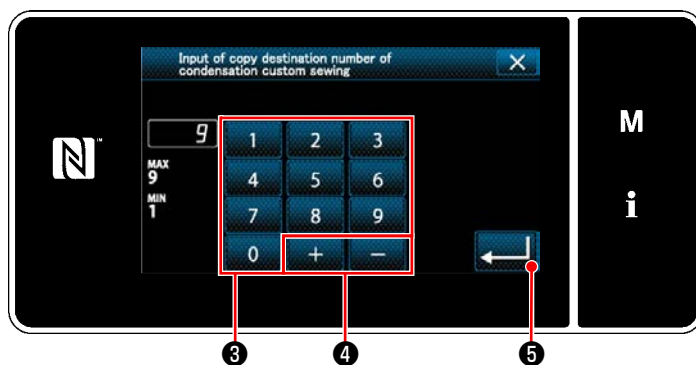 Input of copy destination number of
condensation custom sewing
9
MAX
9
MIN
1
1 2 3
4 5 6
7 8 9
0 + −
M
i
N™
❸ ❹ ❺